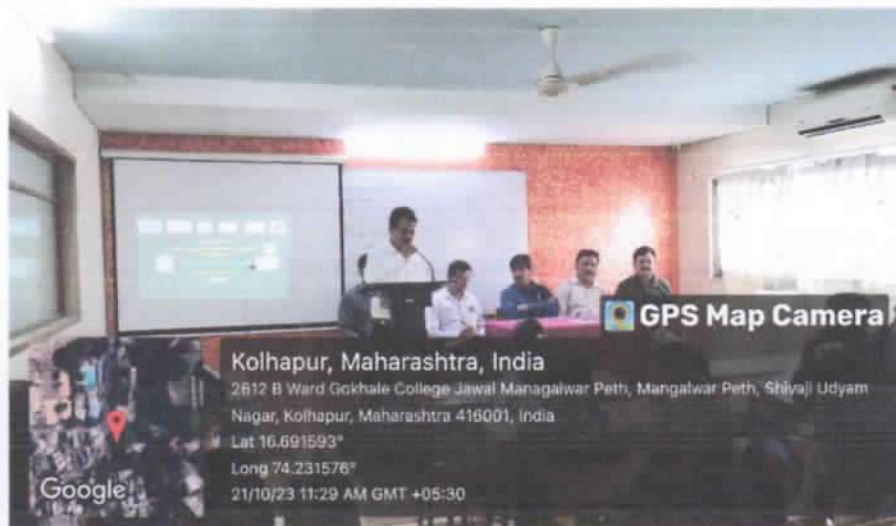 GPS Map Camera
Kolhapur, Maharashtra, India
2612 B Ward Gokhale College Jawal Managalwar Peth, Mangalwar Peth, Shivaji Udyam
Nagar, Kolhapur, Maharashtra 416001, India
Lat 16.691593°
Long 74.231576°
21/10/23 11:29 AM GMT +05:30
Google